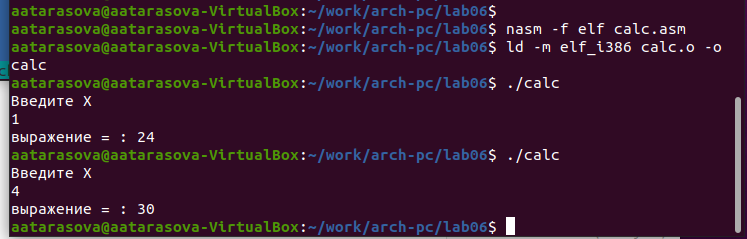 aatarasova@aatarasova-VirtualBox:~/work/arch-pc/lab06$
aatarasova@aatarasova-VirtualBox:~/work/arch-pc/lab06$ nasm -f elf calc.asm
aatarasova@aatarasova-VirtualBox:~/work/arch-pc/lab06$ ld -m elf_i386 calc.o -o
calc
aatarasova@aatarasova-VirtualBox:~/work/arch-pc/lab06$ ./calc
Введите X
1
выражение = : 24
aatarasova@aatarasova-VirtualBox:~/work/arch-pc/lab06$ ./calc
Введите X
4
выражение = : 30
aatarasova@aatarasova-VirtualBox:~/work/arch-pc/lab06$